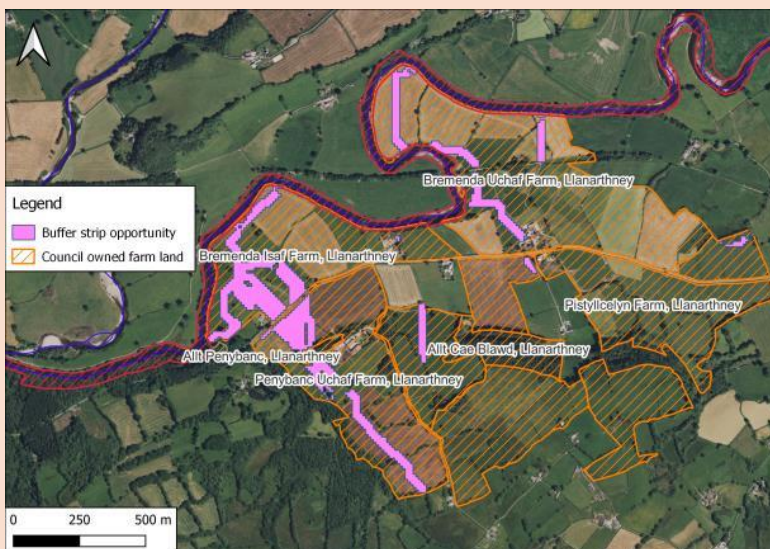 Bremenda Uchaf Farm, Llanarthney
Legend
Buffer strip opportunity
Council owned farm land
Bremenda Isaf Farm, Llanarthney
Pistyllcelyn Farm, Llanarthney
Allt Penybanc, Llanarthney
Allt Cae Blawd, Llanarthney
Penybanc Uchaf Farm, Llanarthney
0 250 500 m